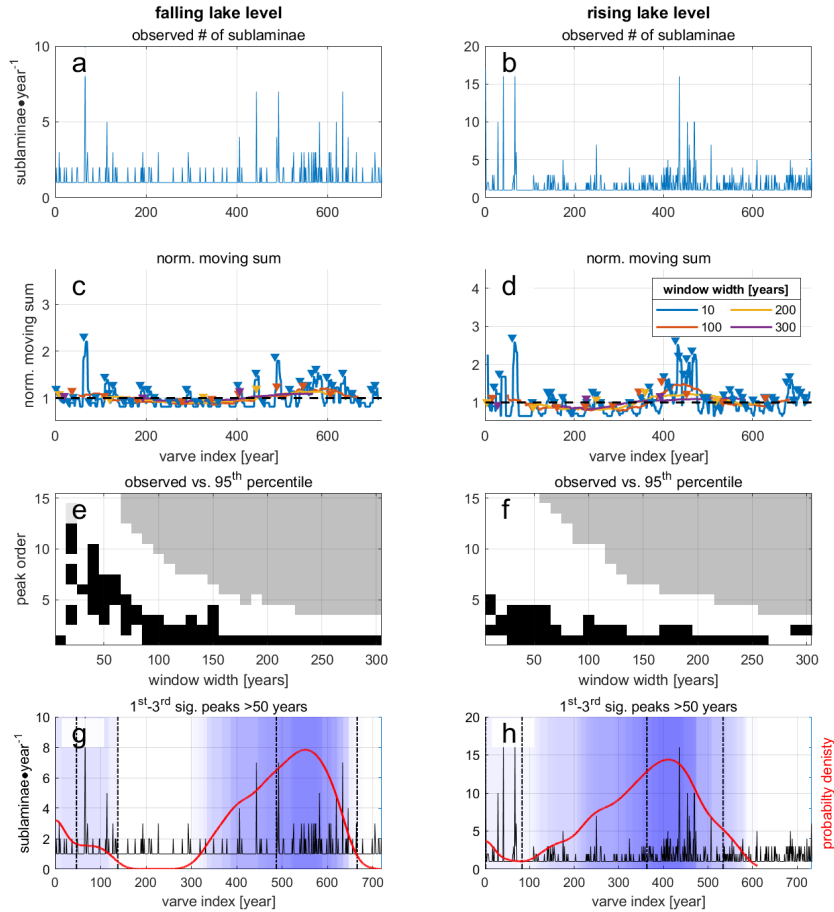 falling lake level
rising lake level
observed # of sublaminae
observed # of sublaminae
a
b
sublaminae●year-1
10
8
6
4
2
0
0 200 400 600
20
15
10
5
0
0 200 400 600
norm. moving sum
norm. moving sum
c
d
norm. moving sum
3
2
1
0 200 400 600
varve index [year]
4
3
2
1
0 200 400 600
varve index [year]
window width [years]
10 200
100 300
observed vs. 95th percentile
observed vs. 95th percentile
e
f
peak order
15
10
5
50 100 150 200 250 300
window width [years]
15
10
5
50 100 150 200 250 300
window width [years]
1st-3rd sig. peaks >50 years
1st-3rd sig. peaks >50 years
g
h
sublaminae●year-1
10
8
6
4
2
0
0 100 200 300 400 500 600 700
varve index [year]
20
15
10
5
0
0 100 200 300 400 500 600 700
varve index [year]
probabilty denisty